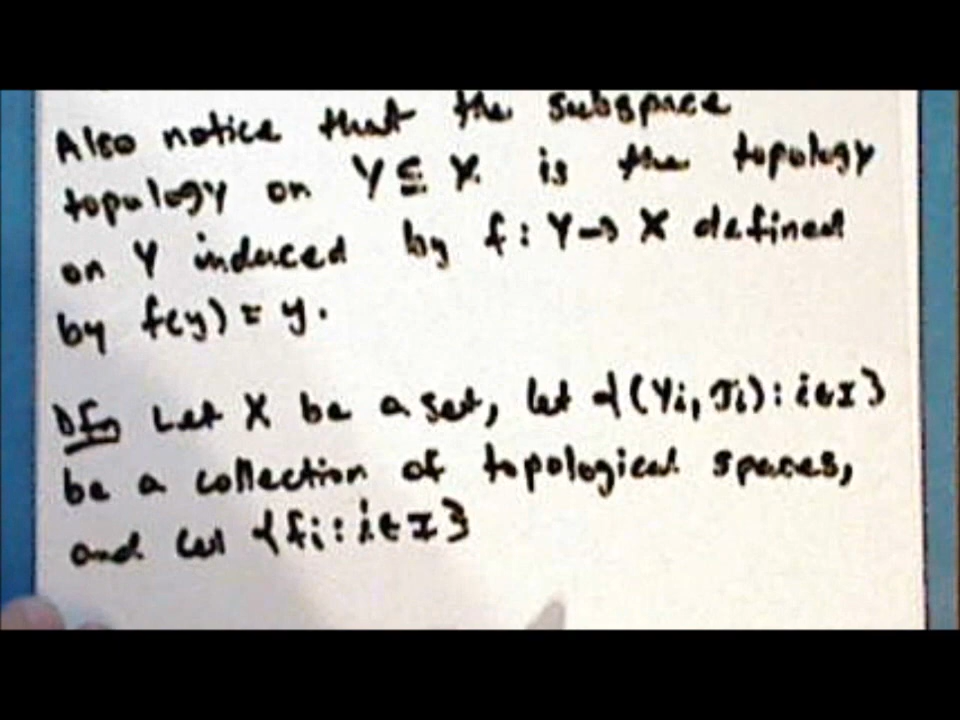 Also notice that the subspace
topology on Y ⊆ X is the topology
on Y induced by f : Y → X defined
by f(y) = y.
Dfn Let X be a set, let {(Yi, Ti) : i ∈ I}
be a collection of topological spaces,
and let {fi : i ∈ I}